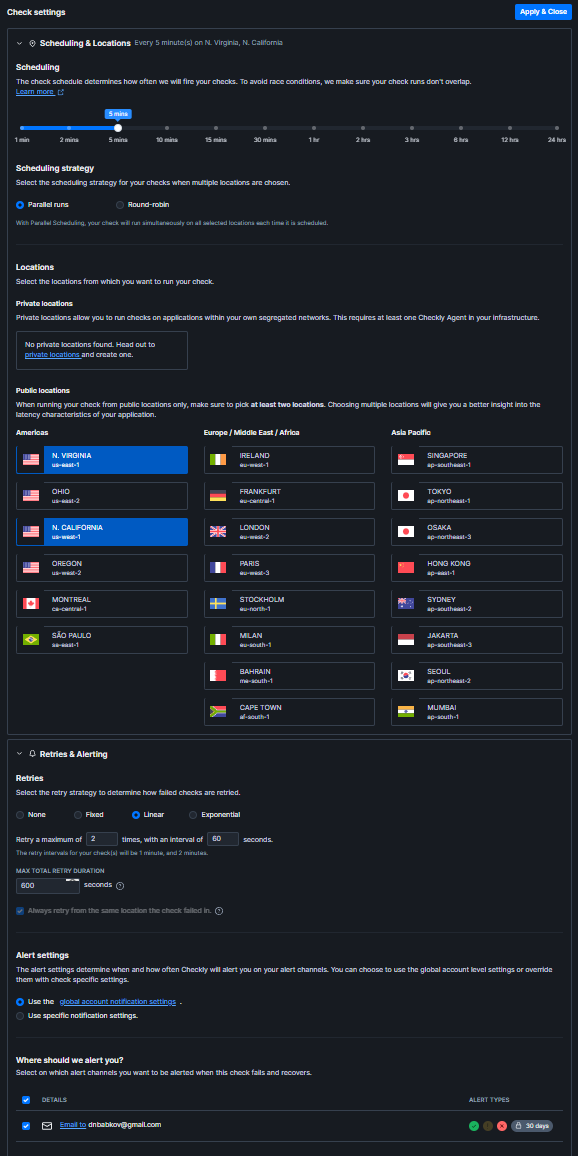 Check settings
Apply & Close
Scheduling & Locations Every 5 minute(s) on N. Virginia, N. California
Scheduling
The check schedule determines how often we will fire your checks. To avoid race conditions, we make sure your check runs don't overlap.
Learn more
5 mins
1 min 2 mins 5 mins 10 mins 15 mins 30 mins 1 hr 2 hrs 3 hrs 6 hrs 12 hrs 24 hrs
Scheduling strategy
Select the scheduling strategy for your checks when multiple locations are chosen.
Parallel runs Round-robin
With Parallel Scheduling, your check will run simultaneously on all selected locations each time it is scheduled.
Locations
Select the locations from which you want to run your check.
Private locations
Private locations allow you to run checks on applications within your own segregated networks. This requires at least one Checkly Agent in your infrastructure.
No private locations found. Head out to
private locations and create one.
Public locations
When running your check from public locations only, make sure to pick at least two locations. Choosing multiple locations will give you a better insight into the
latency characteristics of your application.
Americas
N. VIRGINIA
us-east-1
OHIO
us-east-2
N. CALIFORNIA
us-west-1
OREGON
us-west-2
MONTREAL
ca-central-1
SÃO PAULO
sa-east-1
Europe / Middle East / Africa
IRELAND
eu-west-1
FRANKFURT
eu-central-1
LONDON
eu-west-2
PARIS
eu-west-3
STOCKHOLM
eu-north-1
MILAN
eu-south-1
BAHRAIN
me-south-1
CAPE TOWN
af-south-1
Asia Pacific
SINGAPORE
ap-southeast-1
TOKYO
ap-northeast-1
OSAKA
ap-northeast-3
HONG KONG
ap-east-1
SYDNEY
ap-southeast-2
JAKARTA
ap-southeast-3
SEOUL
ap-northeast-2
MUMBAI
ap-south-1
Retries & Alerting
Retries
Select the retry strategy to determine how failed checks are retried.
None Fixed Linear Exponential
Retry a maximum of 2 times, with an interval of 60 seconds.
The retry intervals for your check(s) will be 1 minute, and 2 minutes.
MAX TOTAL RETRY DURATION
600 seconds
Always retry from the same location the check failed in.
Alert settings
The alert settings determine when and how often Checkly will alert you on your alert channels. You can choose to use the global account level settings or override
them with check specific settings.
Use the global account notification settings .
Use specific notification settings.
Where should we alert you?
Select on which alert channels you want to be alerted when this check fails and recovers.
DETAILS ALERT TYPES
Email to dnbabkov@gmail.com 30 days